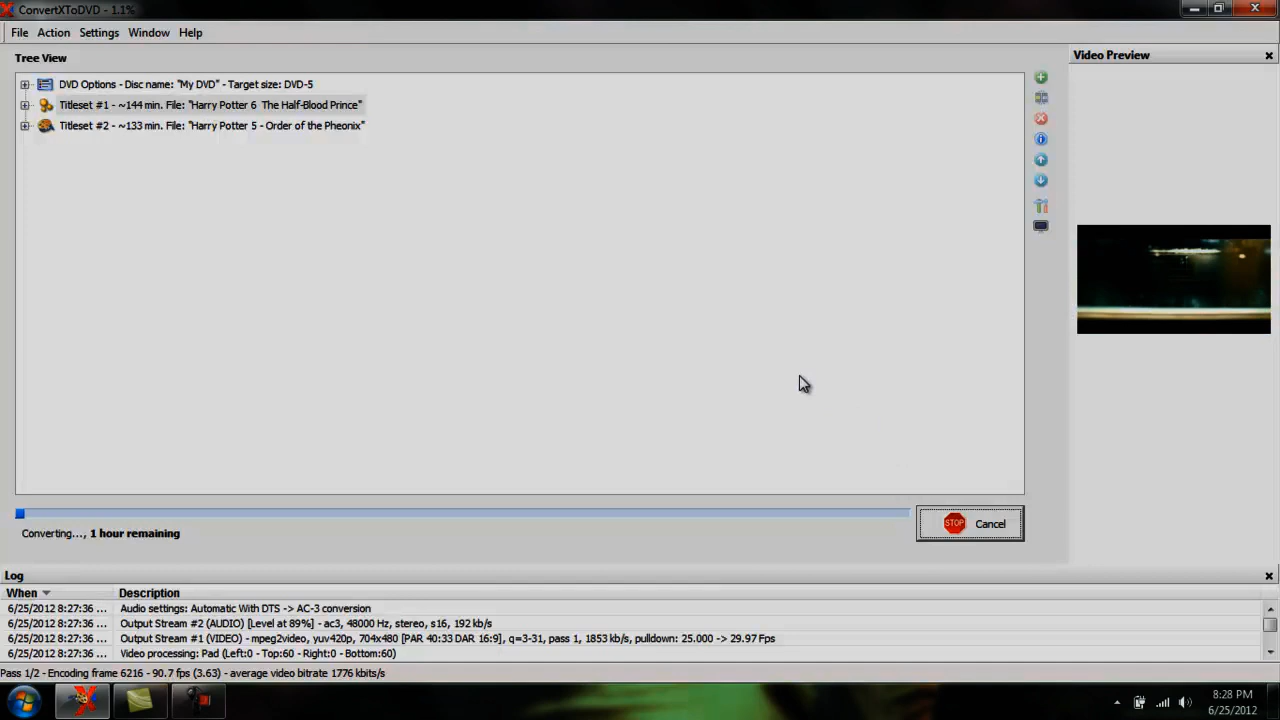 ConvertXToDVD - 1.1%
File Action Settings Window Help
Tree View
Video Preview
DVD Options - Disc name: "My DVD" - Target size: DVD-5
Titleset #1 - ~144 min. File: "Harry Potter 6 The Half-Blood Prince"
Titleset #2 - ~133 min. File: "Harry Potter 5 - Order of the Pheonix"
STOP Cancel
Converting..., 1 hour remaining
Log
When Description
6/25/2012 8:27:36 ... Audio settings: Automatic With DTS -> AC-3 conversion
6/25/2012 8:27:36 ... Output Stream #2 (AUDIO) [Level at 89%] - ac3, 48000 Hz, stereo, s16, 192 kb/s
6/25/2012 8:27:36 ... Output Stream #1 (VIDEO) - mpeg2video, yuv420p, 704x480 [PAR 40:33 DAR 16:9], q=3-31, pass 1, 1853 kb/s, pulldown: 25.000 -> 29.97 fps
6/25/2012 8:27:36 ... Video processing: Pad (Left:0 - Top:60 - Right:0 - Bottom:60)
Pass 1/2 - Encoding frame 6216 - 90.7 fps (3.63) - average video bitrate 1776 kbits/s
8:28 PM
6/25/2012